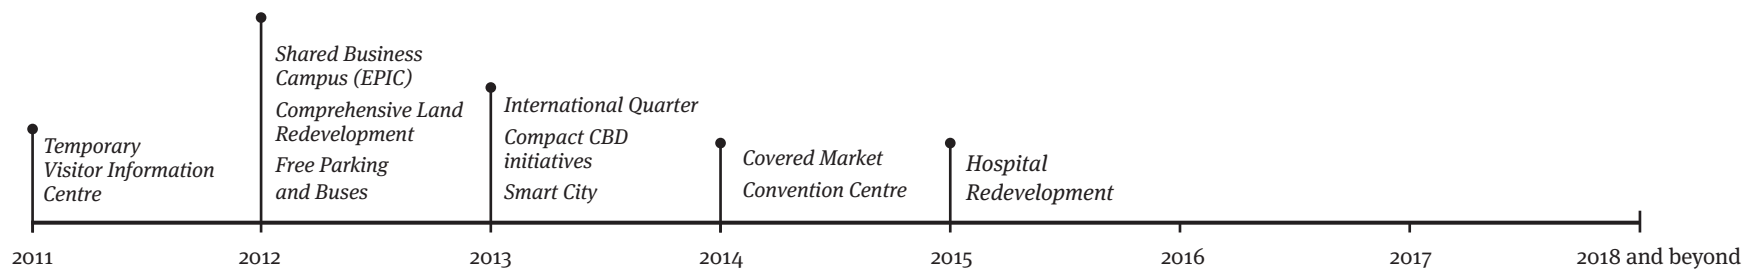 Temporary
Visitor Information
Centre
Shared Business
Campus (EPIC)
Comprehensive Land
Redevelopment
Free Parking
and Buses
International Quarter
Compact CBD
initiatives
Smart City
Covered Market
Convention Centre
Hospital
Redevelopment
2011
2012
2013
2014
2015
2016
2017
2018 and beyond